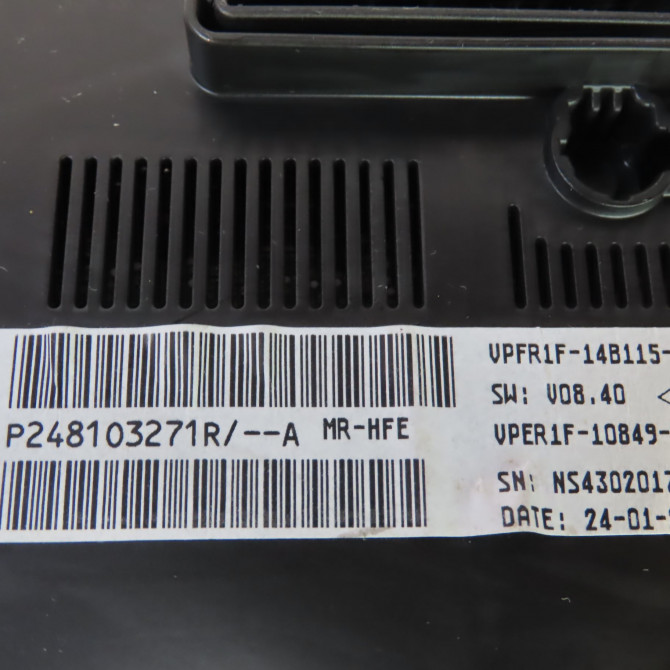 P248103271R/--A MR-HFE
VPFR1F-14B115-
SW: V08.40
VPER1F-10849-
SN: NS4302017
DATE: 24-01-